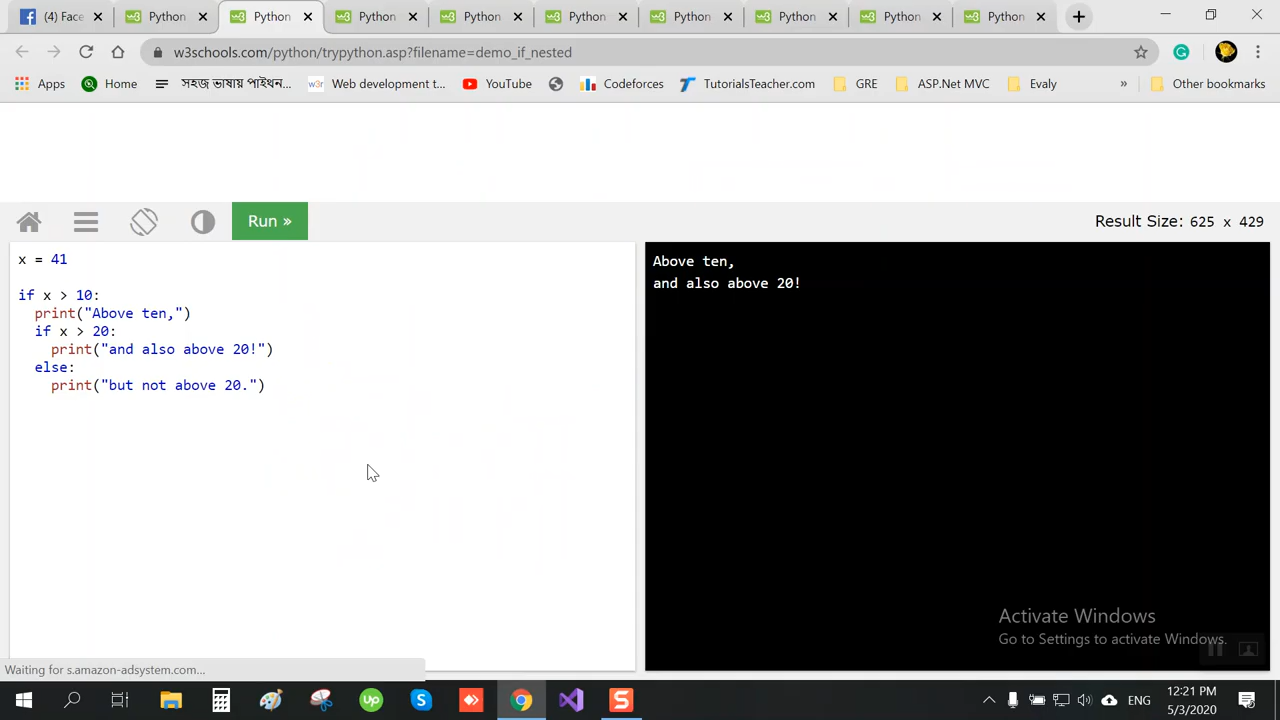 (4) Face
Python
Python
Python
Python
Python
Python
Python
Python
Python
w3schools.com/python/trypython.asp?filename=demo_if_nested
Apps
Home
সহজ ভাষায় পাইথন...
w3r
Web development t...
YouTube
Codeforces
TutorialsTeacher.com
GRE
ASP.Net MVC
Evaly
»
Other bookmarks
Run »
Result Size: 625 x 429
x = 41
if x > 10:
print("Above ten,")
if x > 20:
print("and also above 20!")
else:
print("but not above 20.")
Above ten,
and also above 20!
Activate Windows
Go to Settings to activate Windows.
Waiting for s.amazon-adsystem.com...
Up
S
S
ENG
12:21 PM
5/3/2020